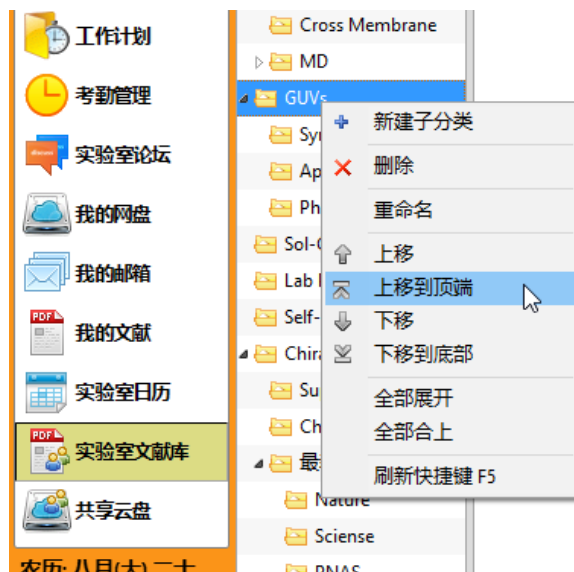 工作计划
考勤管理
实验室论坛
我的网盘
我的邮箱
我的文献
实验室日历
实验室文献库
共享云盘
农历: 八月(大) 二十
Cross Membrane
MD
GUVs
Sol-
Lab
Self-
Chira
Su
Ch
Nature
Sciense
PNAS
新建子分类
删除
重命名
上移
上移到顶端
下移
下移到底部
全部展开
全部合上
刷新快捷键 F5
PDF
PDF